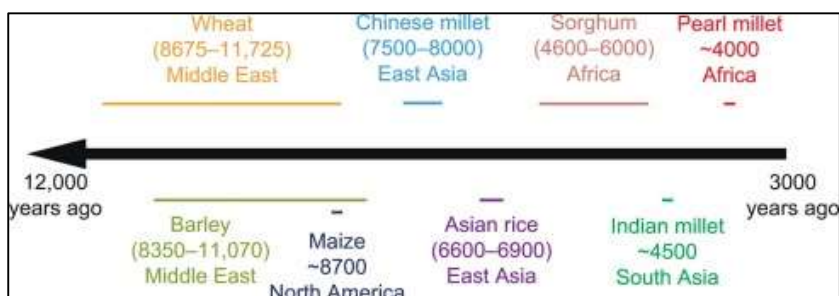 Wheat
(8675–11,725)
Middle East
Chinese millet
(7500–8000)
East Asia
Sorghum
(4600–6000)
Africa
Pearl millet
~4000
Africa
12,000
years ago
3000
years ago
Barley
(8350–11,070)
Middle East
Maize
~8700
North America
Asian rice
(6600–6900)
East Asia
Indian millet
~4500
South Asia